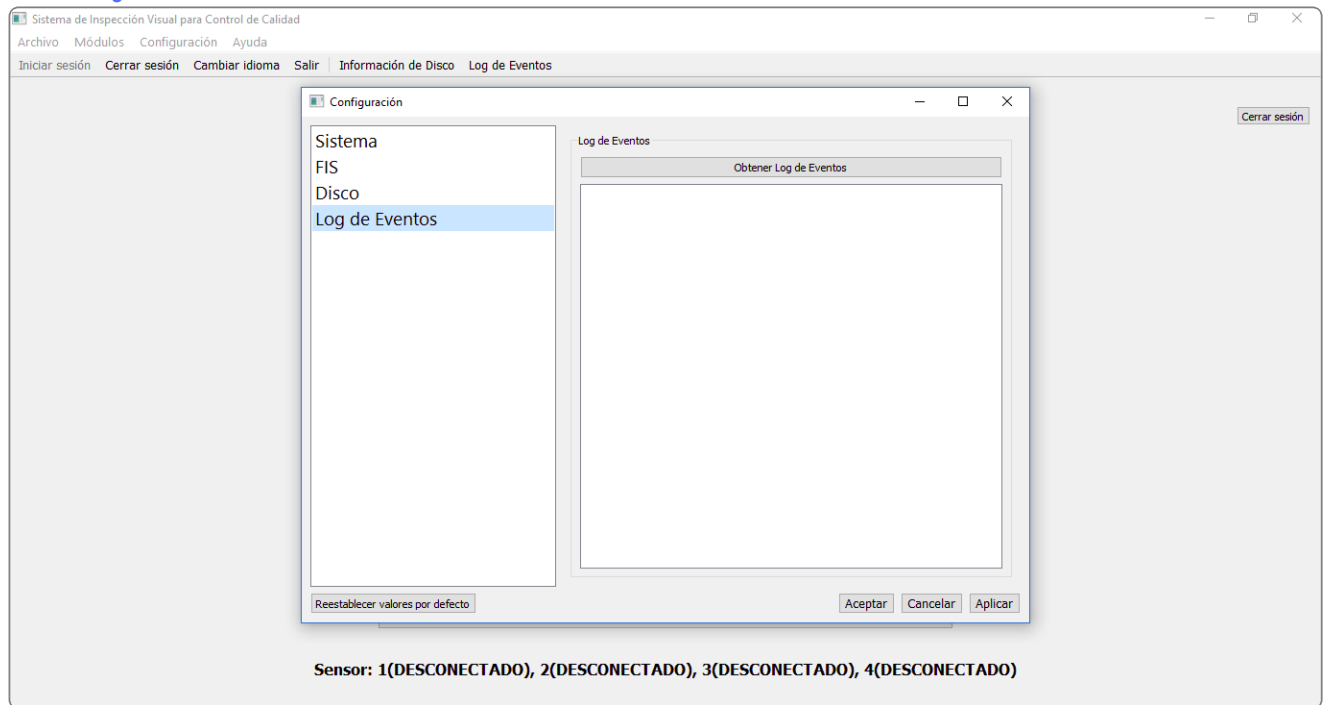 Sistema de Inspección Visual para Control de Calidad
Archivo Módulos Configuración Ayuda
Iniciar sesión Cerrar sesión Cambiar idioma Salir Información de Disco Log de Eventos
Cerrar sesión
Configuración
Sistema
FIS
Disco
Log de Eventos
Log de Eventos
Obtener Log de Eventos
Reestablecer valores por defecto
Aceptar Cancelar Aplicar
Sensor: 1(DESCONECTADO), 2(DESCONECTADO), 3(DESCONECTADO), 4(DESCONECTADO)